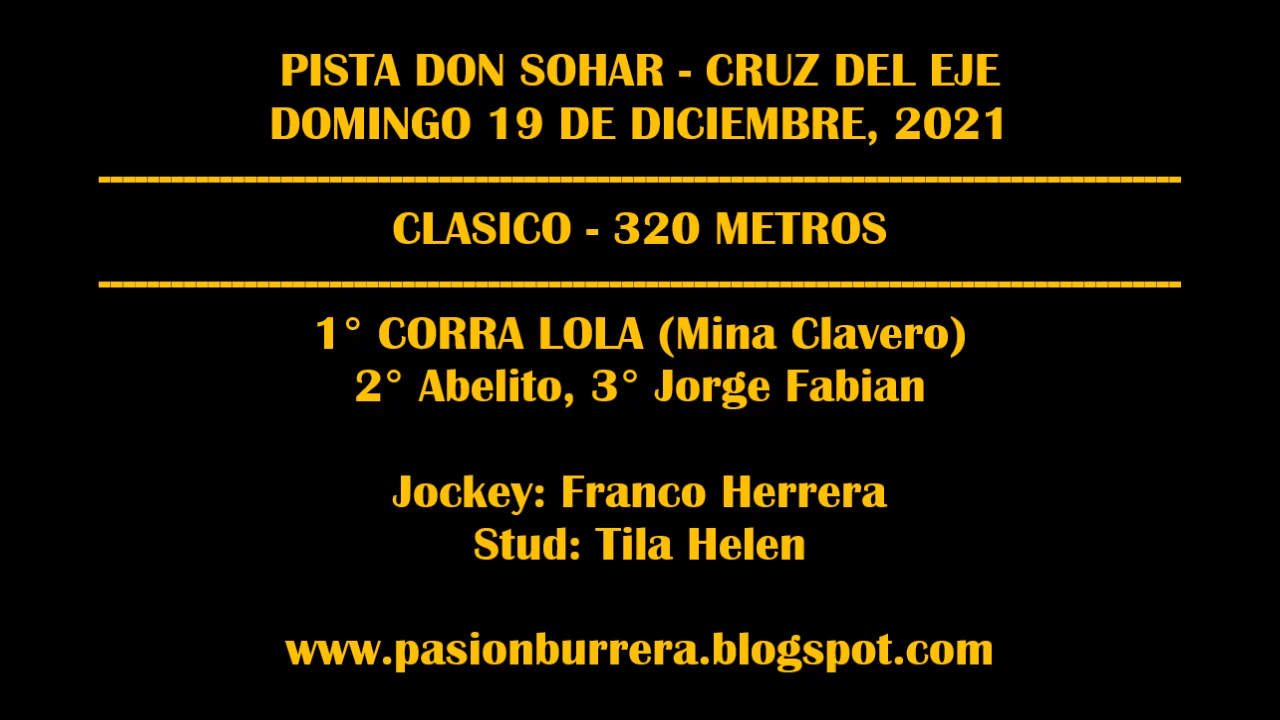 PISTA DON SOHAR - CRUZ DEL EJE
DOMINGO 19 DE DICIEMBRE, 2021
CLASICO - 320 METROS
1° CORRA LOLA (Mina Clavero)
2° Abelito, 3° Jorge Fabian
Jockey: Franco Herrera
Stud: Tila Helen
www.pasionburrera.blogspot.com